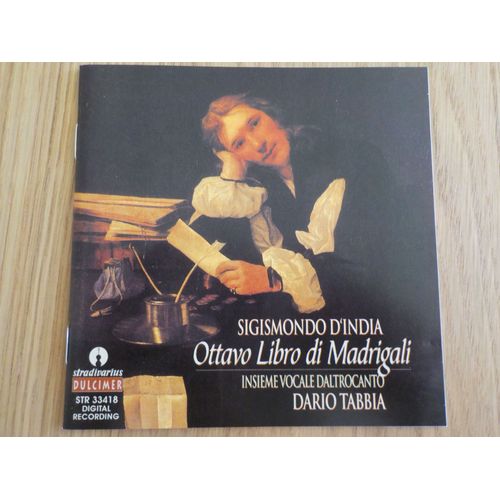 SIGISMONDO D'INDIA
Ottavo Libro di Madrigali
INSIEME VOCALE DALTROCANTO
DARIO TABBIA
stradivarius
DULCIMER
STR 33418
DIGITAL
RECORDING